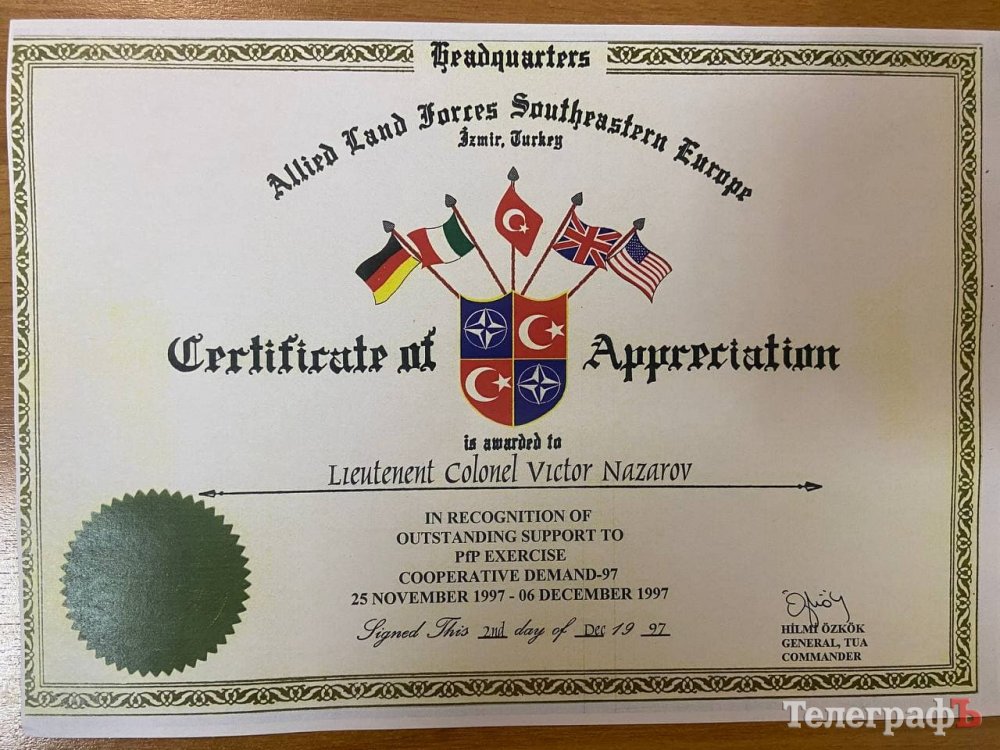 Headquarters
Allied Land Forces Southeastern Europe
İzmir, Turkey
Certificate of Appreciation
is awarded to
Lieutenent Colonel Victor Nazarov
IN RECOGNITION OF
OUTSTANDING SUPPORT TO
PfP EXERCISE
COOPERATIVE DEMAND-97
25 NOVEMBER 1997 - 06 DECEMBER 1997
Signed This 2nd day of Dec 19 97
HİLMİ ÖZKÖK
GENERAL, TUA
COMMANDER
ТелеграфЪ